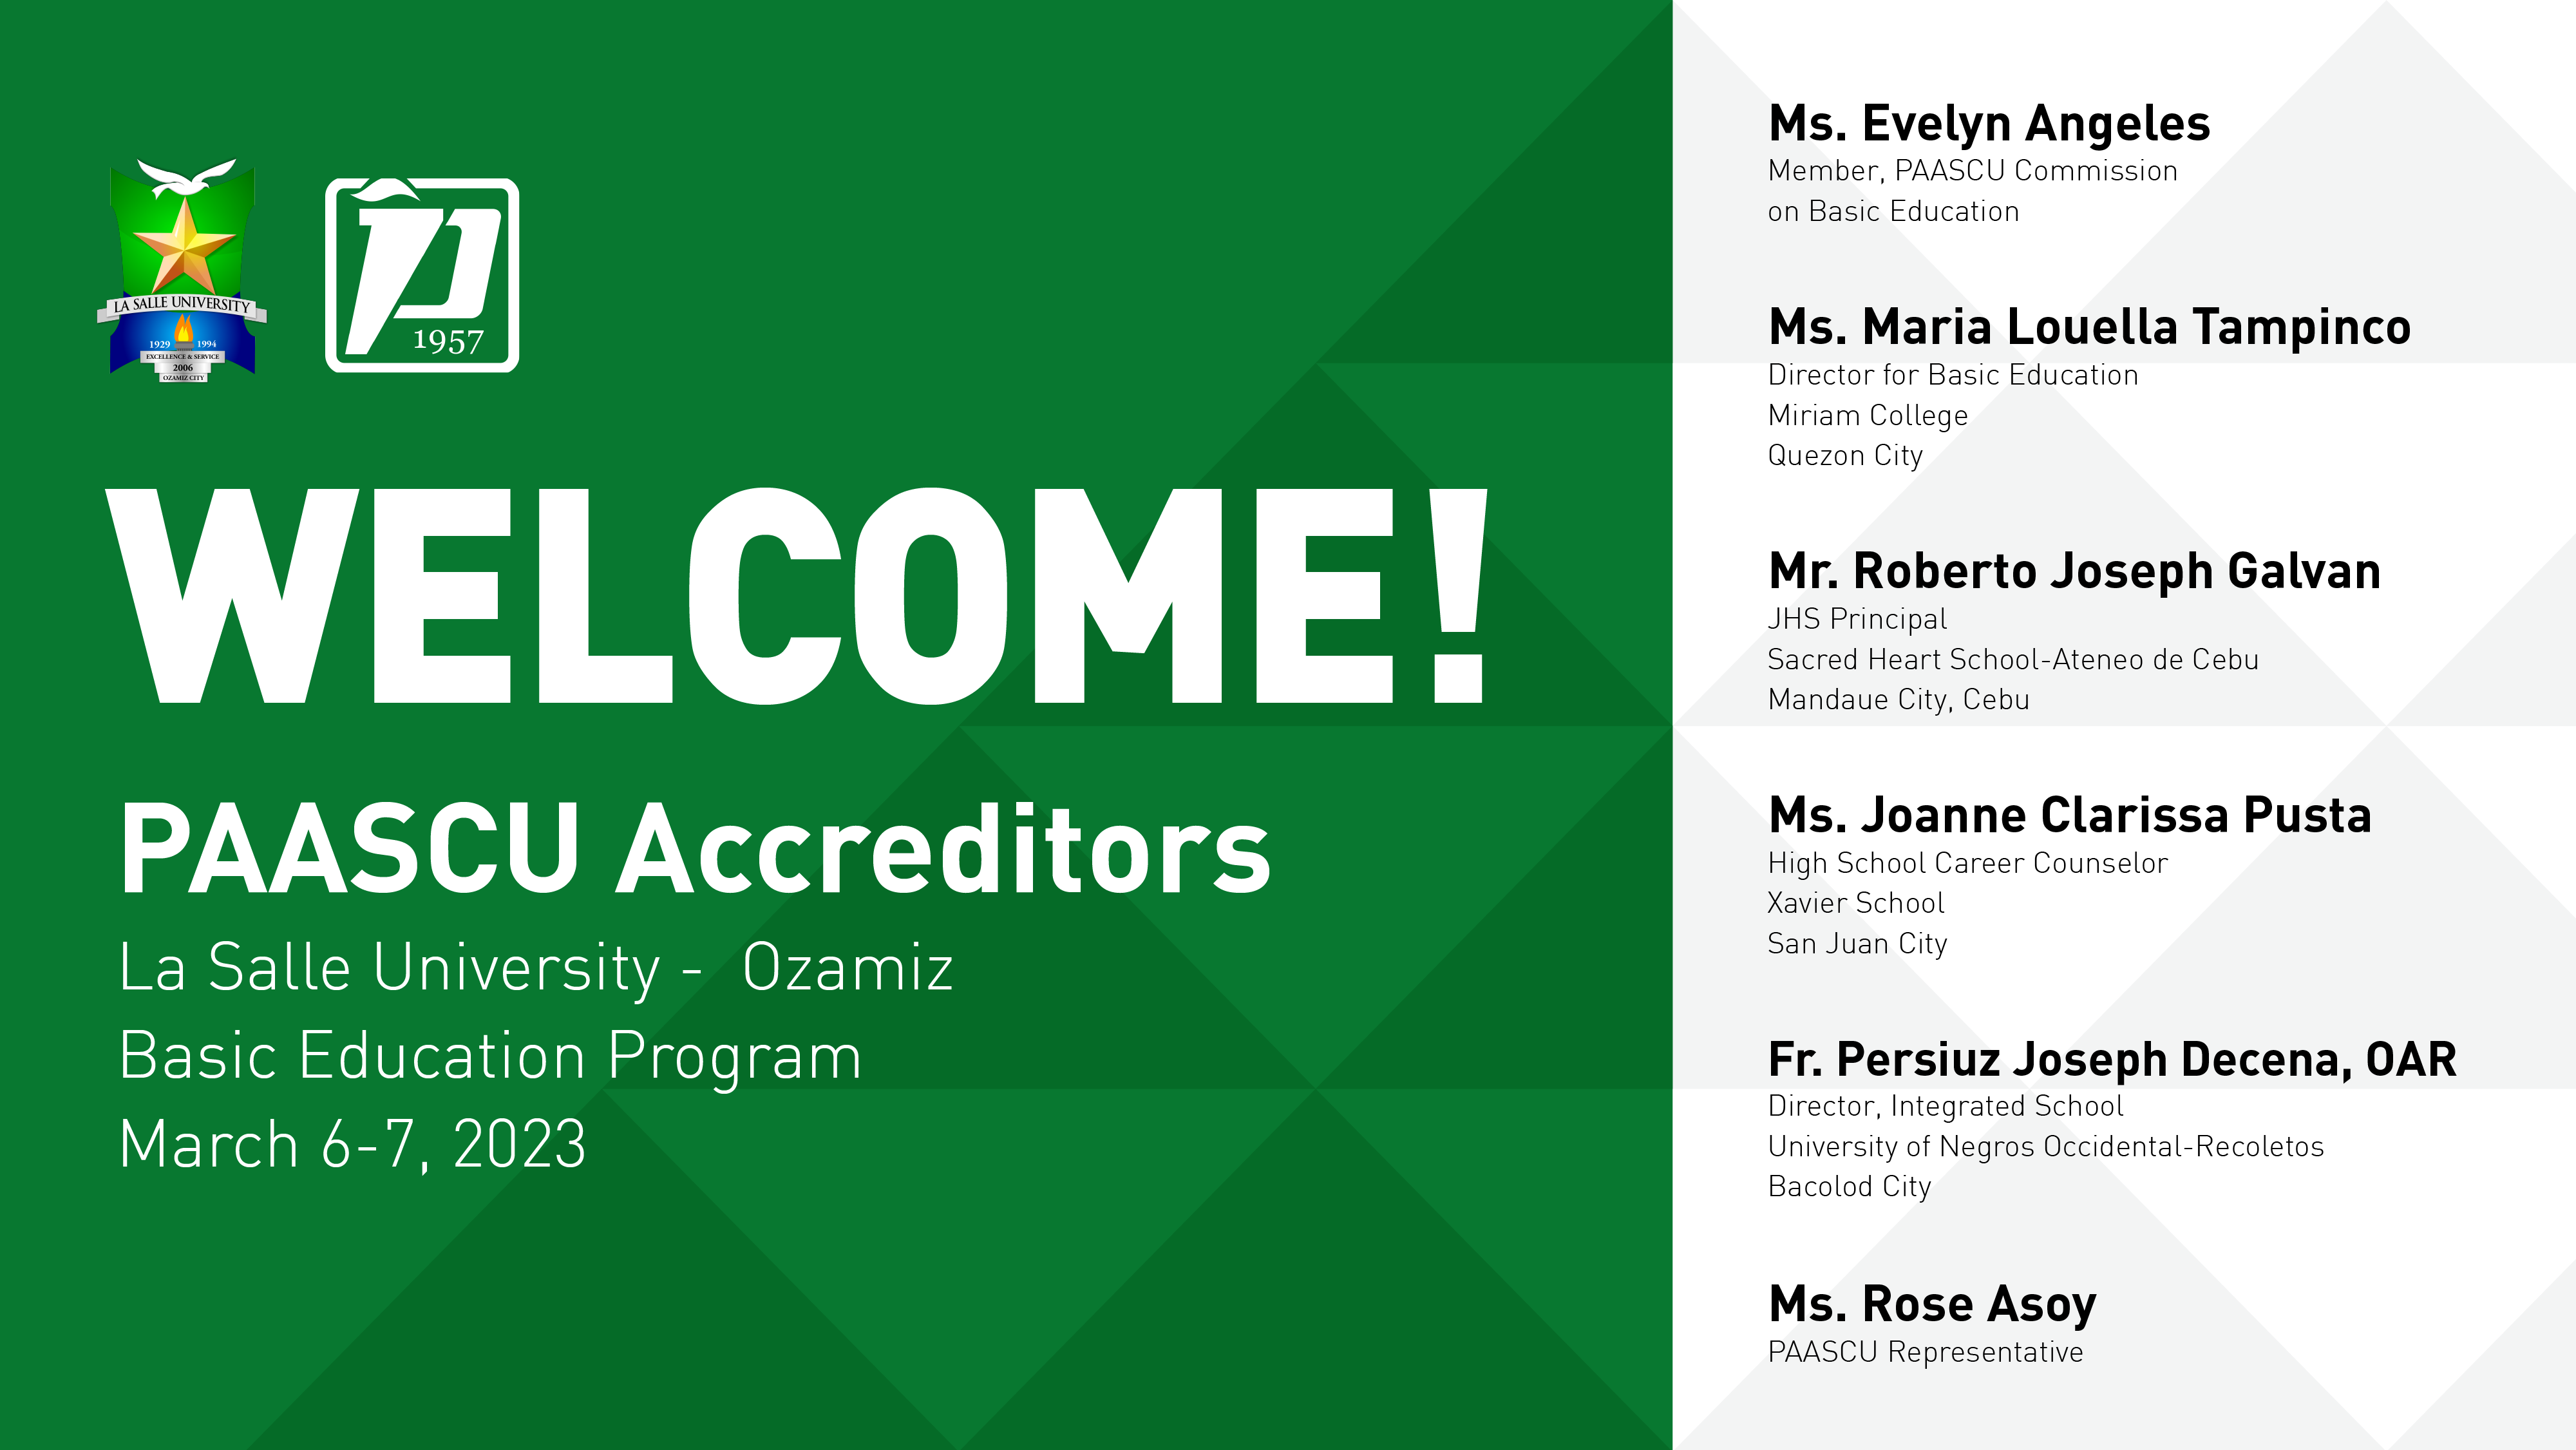 LA SALLE UNIVERSITY
1929 1994
EXCELLENCE & SERVICE
2006
OZAMIZ CITY
1957
WELCOME!
PAASCU Accreditors
La Salle University - Ozamiz
Basic Education Program
March 6-7, 2023
Ms. Evelyn Angeles
Member, PAASCU Commission
on Basic Education
Ms. Maria Louella Tampinco
Director for Basic Education
Miriam College
Quezon City
Mr. Roberto Joseph Galvan
JHS Principal
Sacred Heart School-Ateneo de Cebu
Mandaue City, Cebu
Ms. Joanne Clarissa Pusta
High School Career Counselor
Xavier School
San Juan City
Fr. Persiuz Joseph Decena, OAR
Director, Integrated School
University of Negros Occidental-Recoletos
Bacolod City
Ms. Rose Asoy
PAASCU Representative